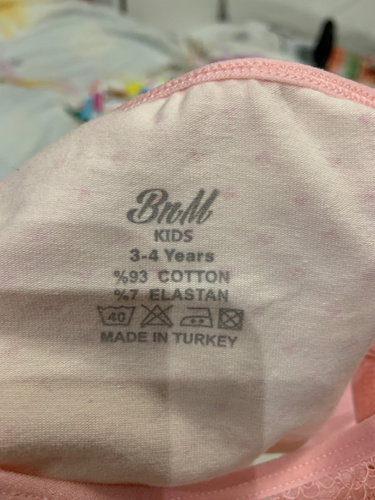 BnM
KIDS
3-4 Years
%93 COTTON
%7 ELASTAN
40
MADE IN TURKEY